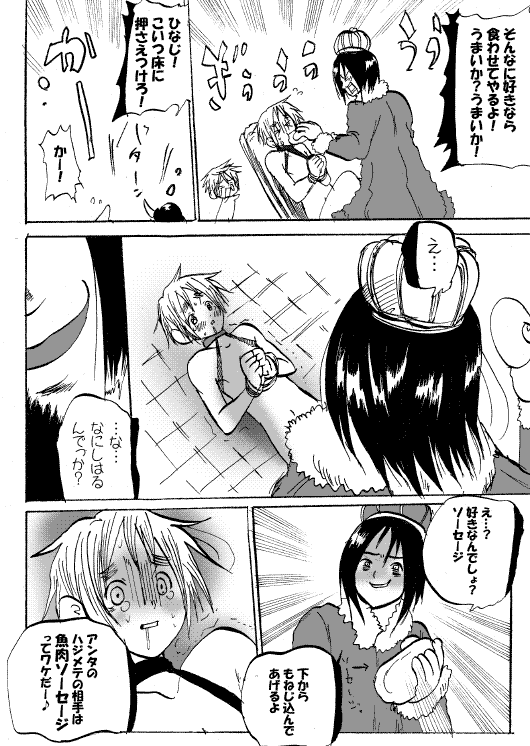 そんなに好きなら
食わせてやるよ！
うまいか？うまいか！
ぎゅう
ぎゅう
ひなじ！
こいつ床に
押さえつけろ！
かー
バターン
かー！
え…
…な…
なにしはる
んでっか？
え…？
好きなんでしょ？
ソーセージ
ソーセージ
下から
もねじ込んで
あげるよ
アンタの
ハジメテの相手は
魚肉ソーセージ
ってワケだー♪